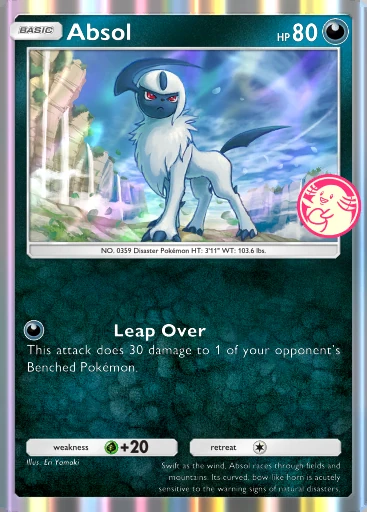 BASIC Absol HP 80
NO. 0359 Disaster Pokémon HT: 3'11" WT: 103.6 lbs.
Leap Over
This attack does 30 damage to 1 of your opponent's
Benched Pokémon.
weakness +20 retreat
Illus. Eri Yamaki
Swift as the wind, Absol races through fields and
mountains. Its curved, bow like horn is acutely
sensitive to the warning signs of natural disasters.